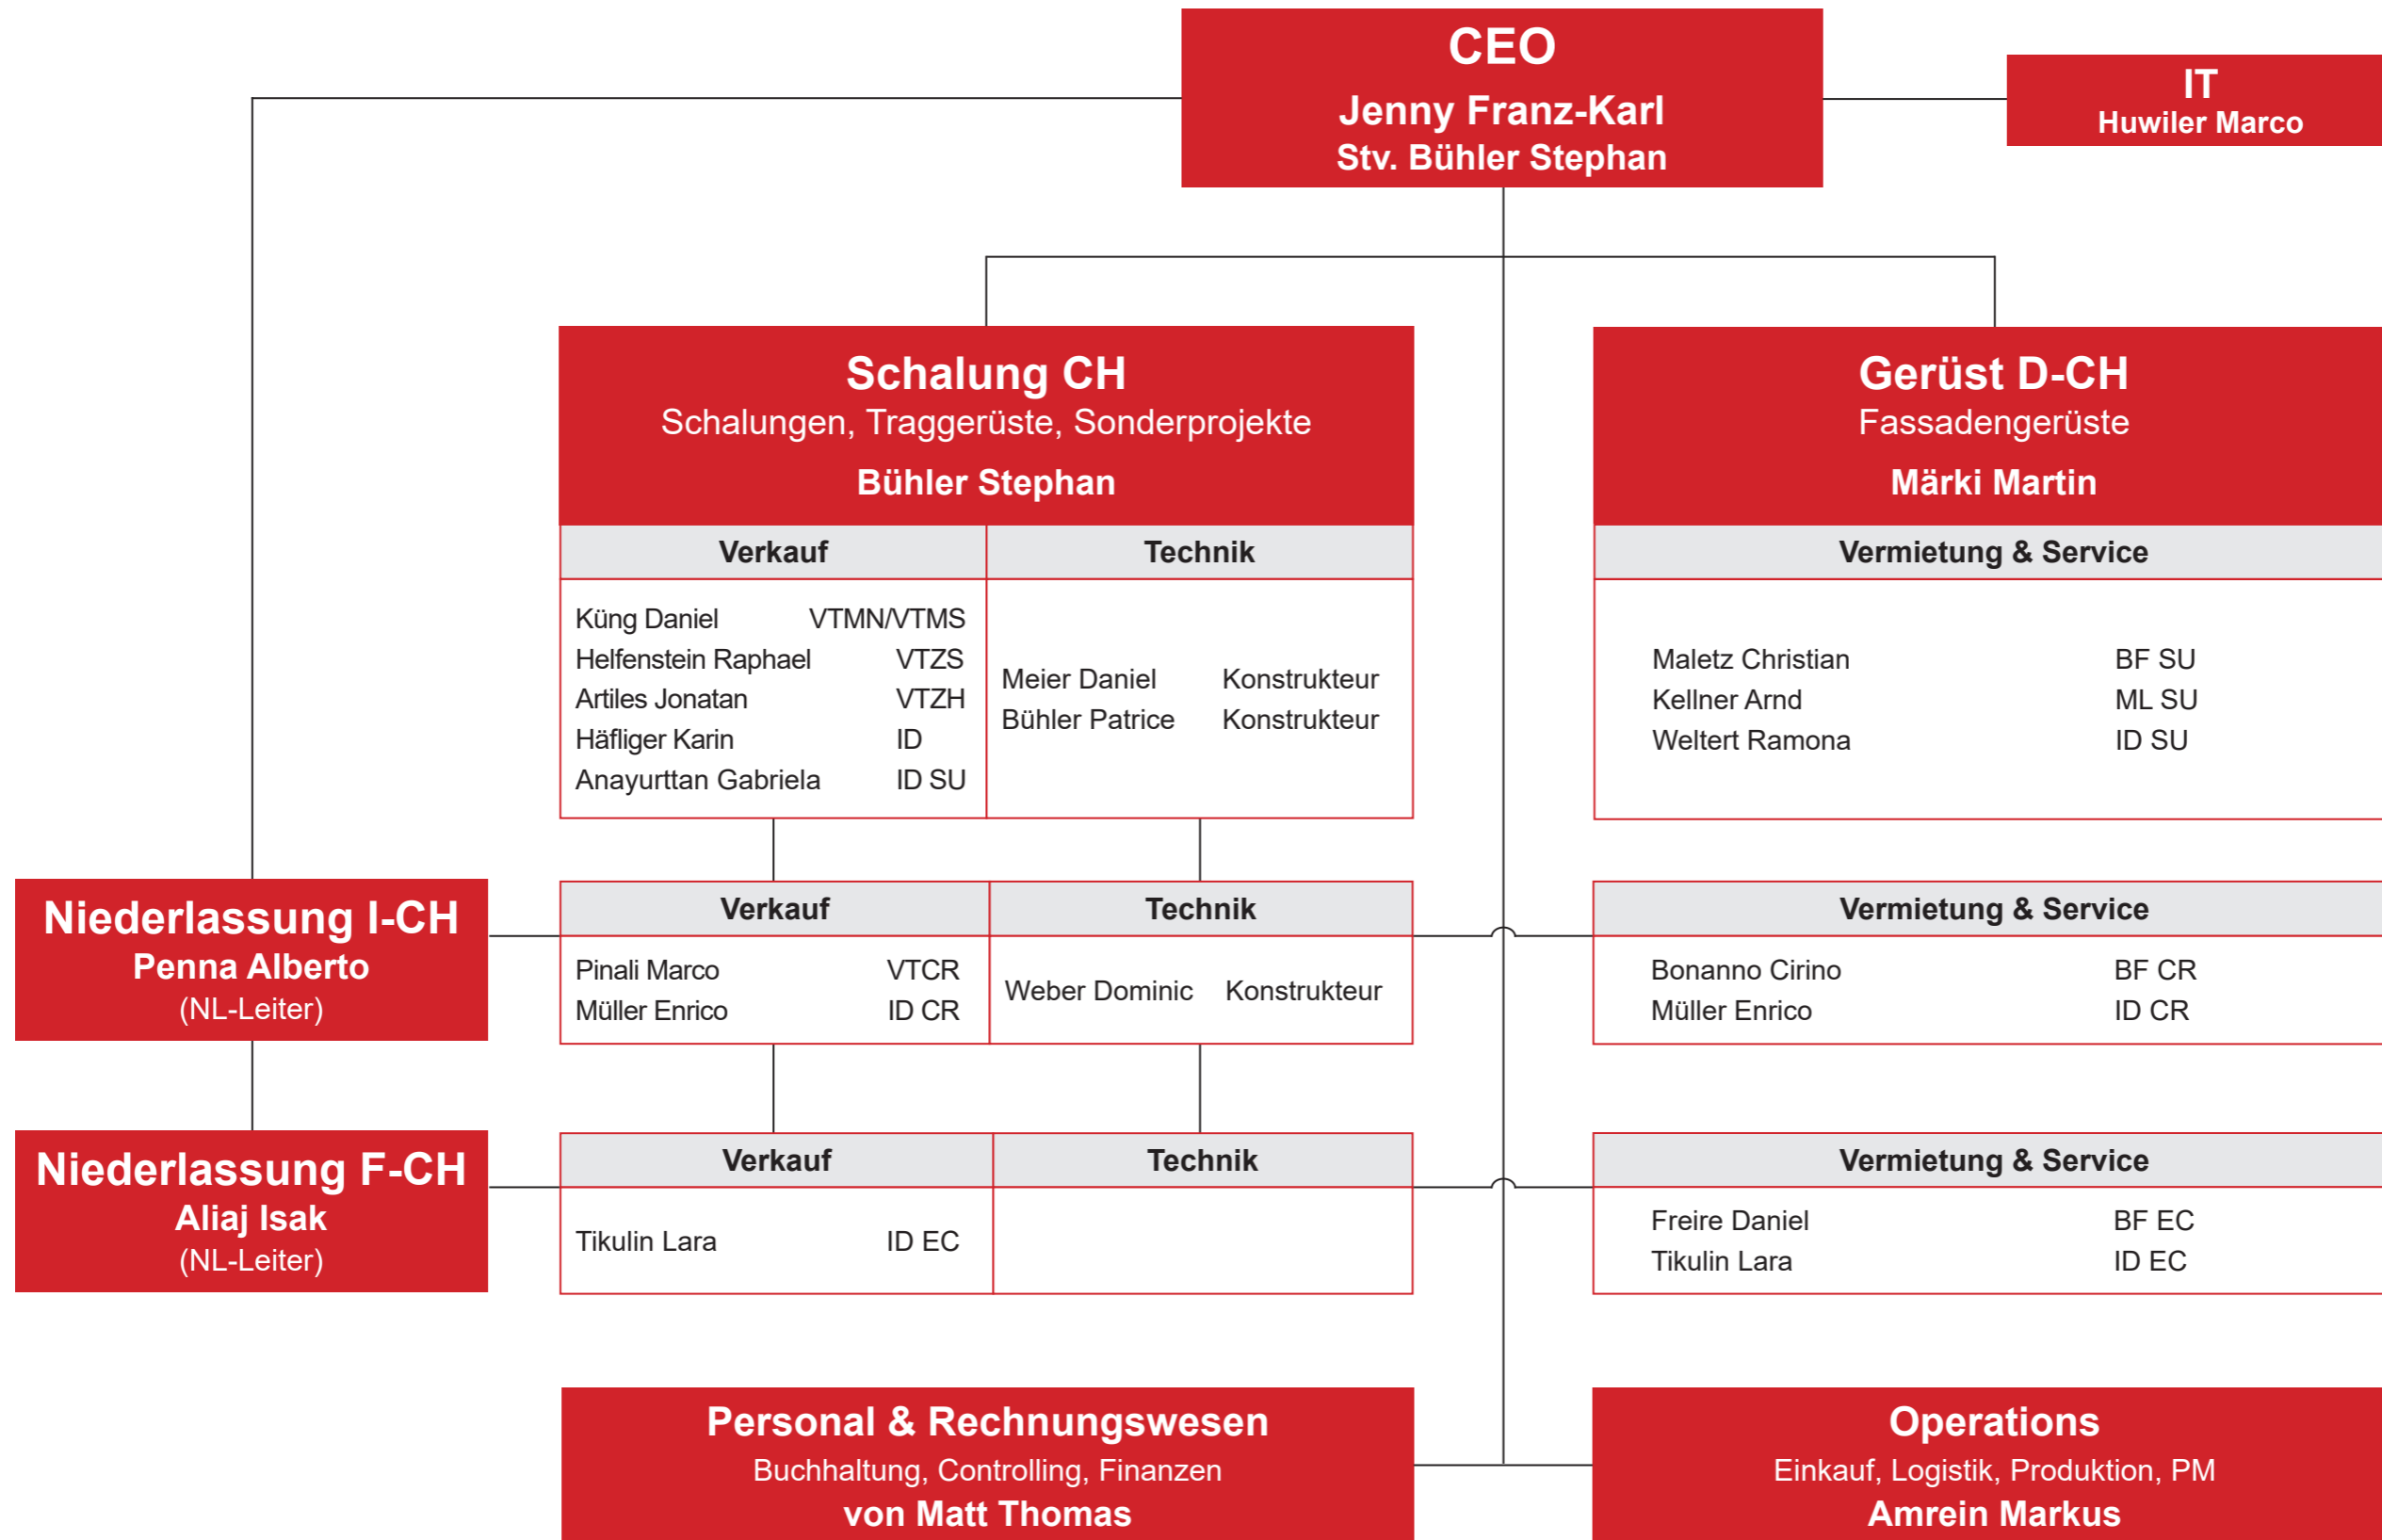 CEO
Jenny Franz-Karl
Stv. Bühler Stephan
IT
Huwiler Marco
Schalung CH
Schalungen, Traggerüste, Sonderprojekte
Bühler Stephan
Verkauf
Technik
Küng Daniel VTMN/VTMS
Helfenstein Raphael VTZS
Artiles Jonatan VTZH
Häfliger Karin ID
Anayurttan Gabriela ID SU
Meier Daniel Konstrukteur
Bühler Patrice Konstrukteur
Gerüst D-CH
Fassadengerüste
Märki Martin
Vermietung & Service
Maletz Christian BF SU
Kellner Arnd ML SU
Weltert Ramona ID SU
Niederlassung I-CH
Penna Alberto
(NL-Leiter)
Verkauf
Technik
Pinali Marco VTCR
Müller Enrico ID CR
Weber Dominic Konstrukteur
Vermietung & Service
Bonanno Cirino BF CR
Müller Enrico ID CR
Niederlassung F-CH
Aliaj Isak
(NL-Leiter)
Verkauf
Technik
Tikulin Lara ID EC
Vermietung & Service
Freire Daniel BF EC
Tikulin Lara ID EC
Personal & Rechnungswesen
Buchhaltung, Controlling, Finanzen
von Matt Thomas
Operations
Einkauf, Logistik, Produktion, PM
Amrein Markus